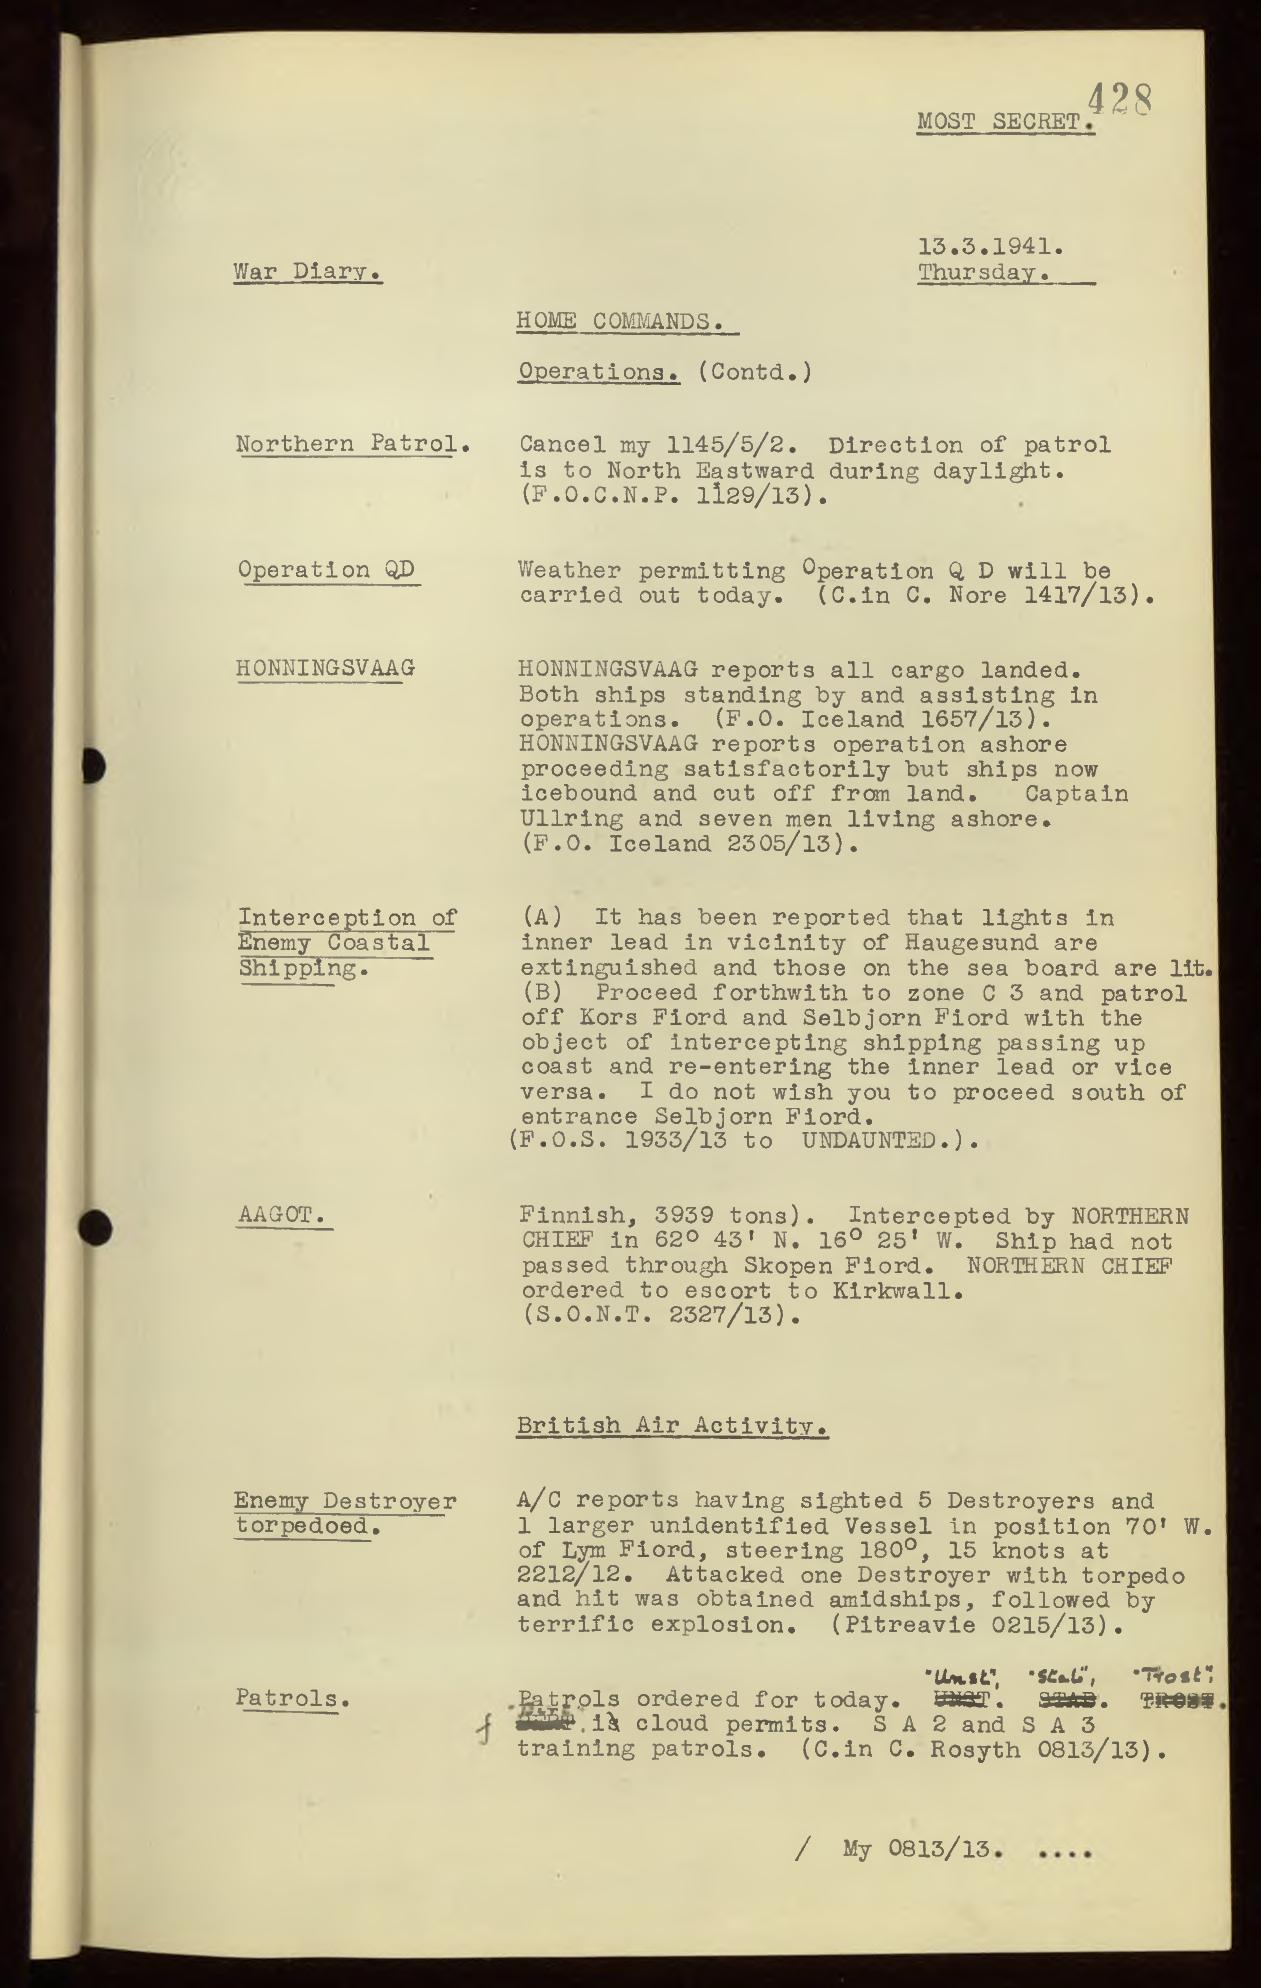 428
MOST SECRET.
13.3.1941.
War Diary.
Thursday.
HOME COMMANDS.
Operations. (Contd.)
Northern Patrol. Cancel my 1145/5/2. Direction of patrol
is to North Eastward during daylight.
(F.O.C.N.P. 1129/13).
Operation QD Weather permitting Operation Q D will be
carried out today. (C.in C. Nore 1417/13).
HONNINGSVAAG HONNINGSVAAG reports all cargo landed.
Both ships standing by and assisting in
operations. (F.O. Iceland 1657/13).
HONNINGSVAAG reports operation ashore
proceeding satisfactorily but ships now
icebound and cut off from land. Captain
Ullring and seven men living ashore.
(F.O. Iceland 2305/13).
Interception of (A) It has been reported that lights in
Enemy Coastal inner lead in vicinity of Haugesund are
Shipping. extinguished and those on the sea board are lit.
(B) Proceed forthwith to zone C 3 and patrol
off Kors Fiord and Selbjorn Fiord with the
object of intercepting shipping passing up
coast and re-entering the inner lead or vice
versa. I do not wish you to proceed south of
entrance Selbjorn Fiord.
(F.O.S. 1933/13 to UNDAUNTED.).
AAGOT. Finnish, 3939 tons). Intercepted by NORTHERN
CHIEF in 62° 43' N. 16° 25' W. Ship had not
passed through Skopen Fiord. NORTHERN CHIEF
ordered to escort to Kirkwall.
(S.O.N.T. 2327/13).
British Air Activity.
Enemy Destroyer A/C reports having sighted 5 Destroyers and
torpedoed. 1 larger unidentified Vessel in position 70' W.
of Lym Fiord, steering 180°, 15 knots at
2212/12. Attacked one Destroyer with torpedo
and hit was obtained amidships, followed by
terrific explosion. (Pitreavie 0215/13).
"Unst", "Stab", "Trost",
Patrols. Patrols ordered for today. UNST. STAB. TROST.
f cloud permits. S A 2 and S A 3
training patrols. (C.in C. Rosyth 0813/13).
/ My 0813/13. ....